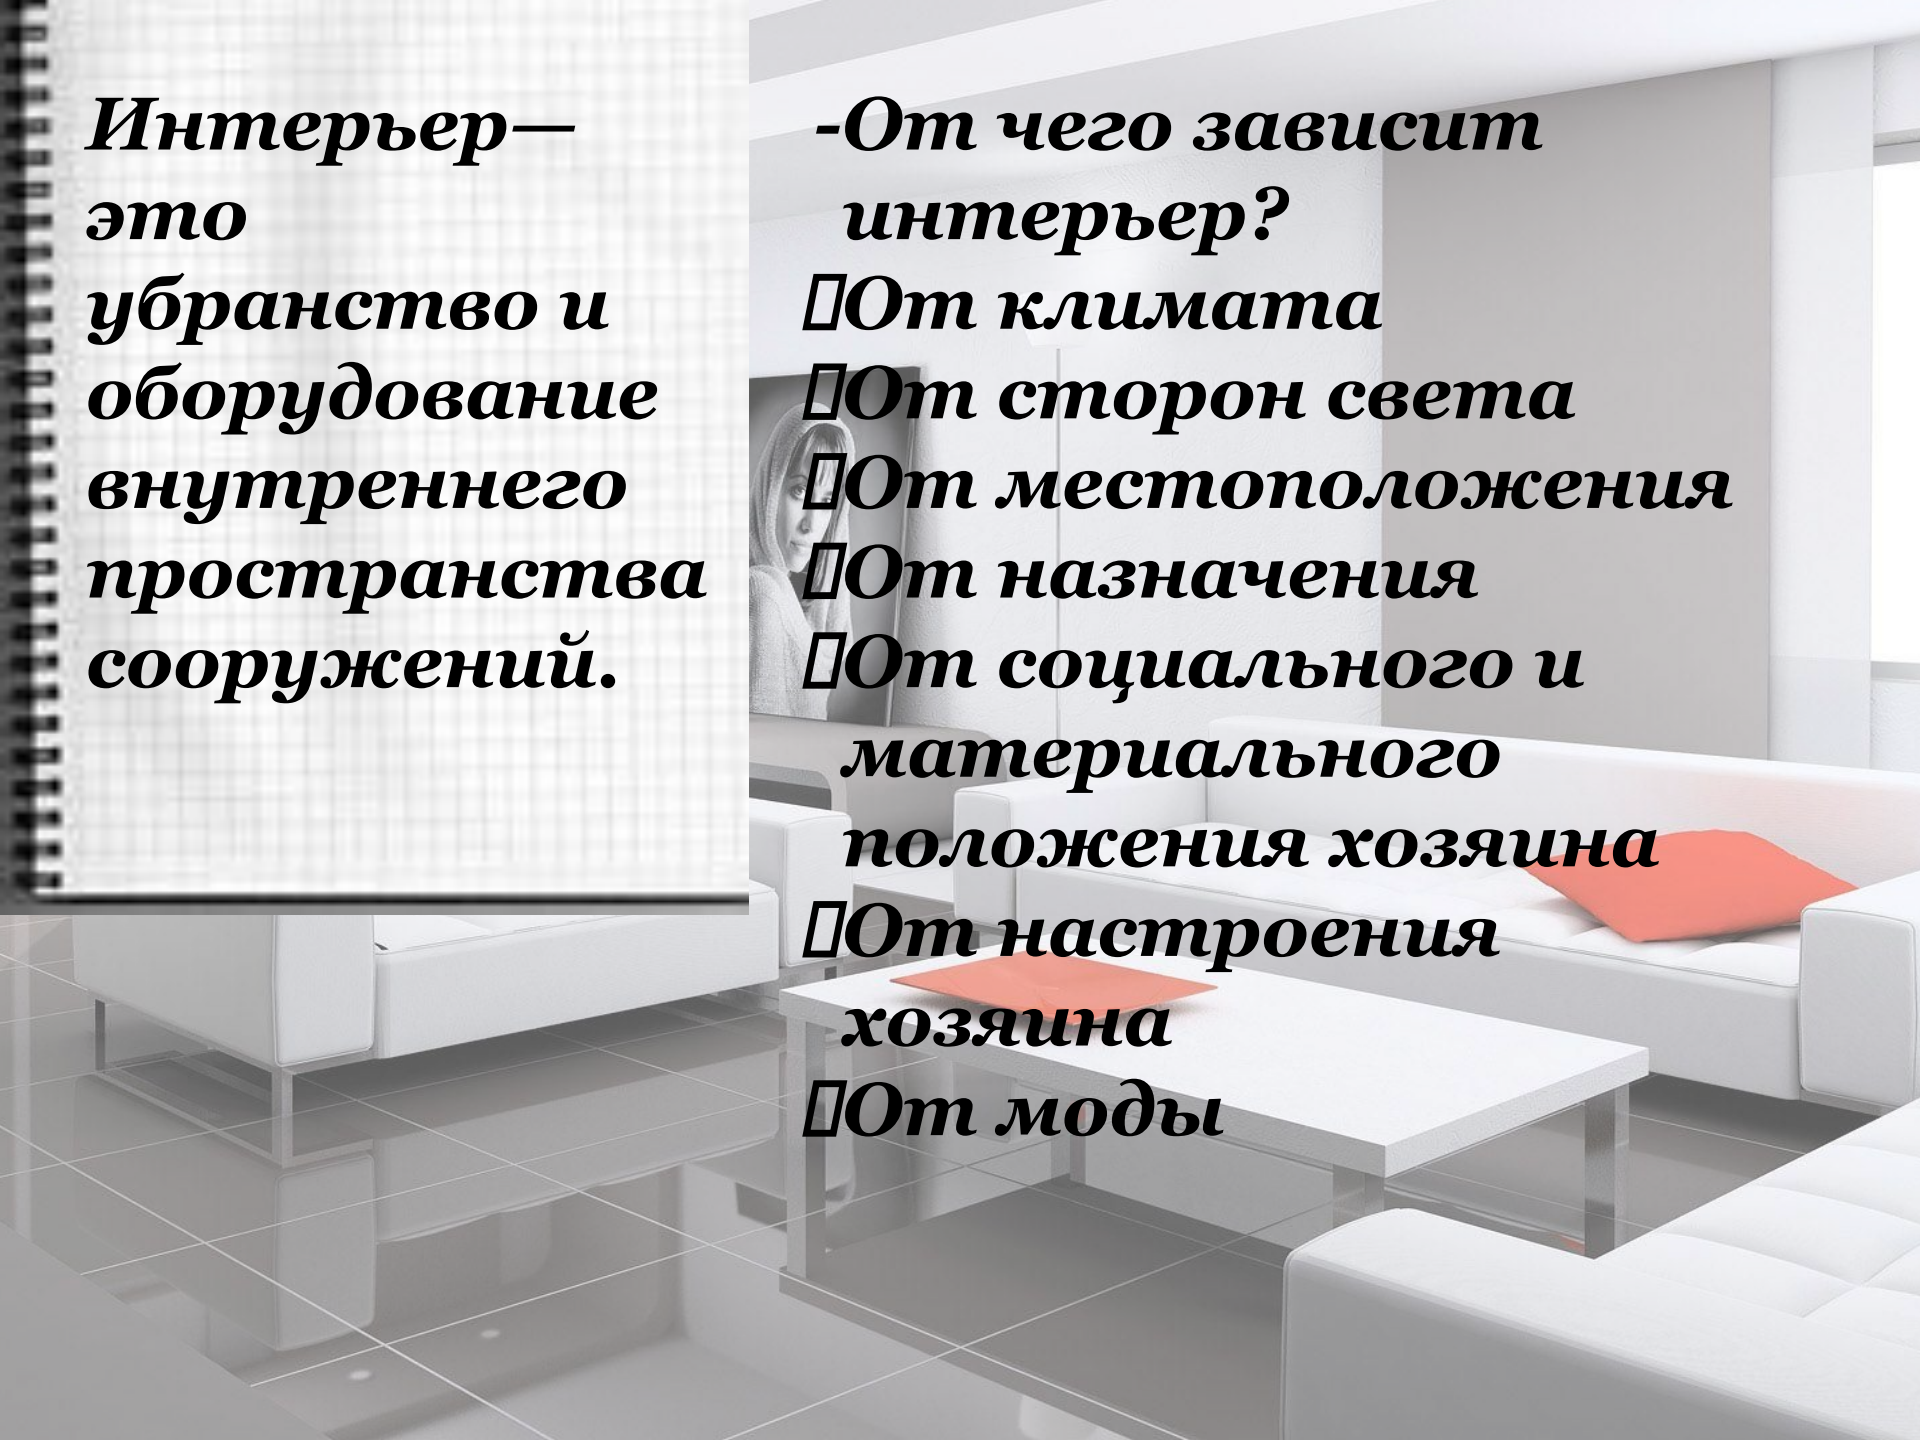 Интерьер—
это
убранство и
оборудование
внутреннего
пространства
сооружений.
-От чего зависит
интерьер?
От климата
От сторон света
От местоположения
От назначения
От социального и
материального
положения хозяина
От настроения
хозяина
От моды